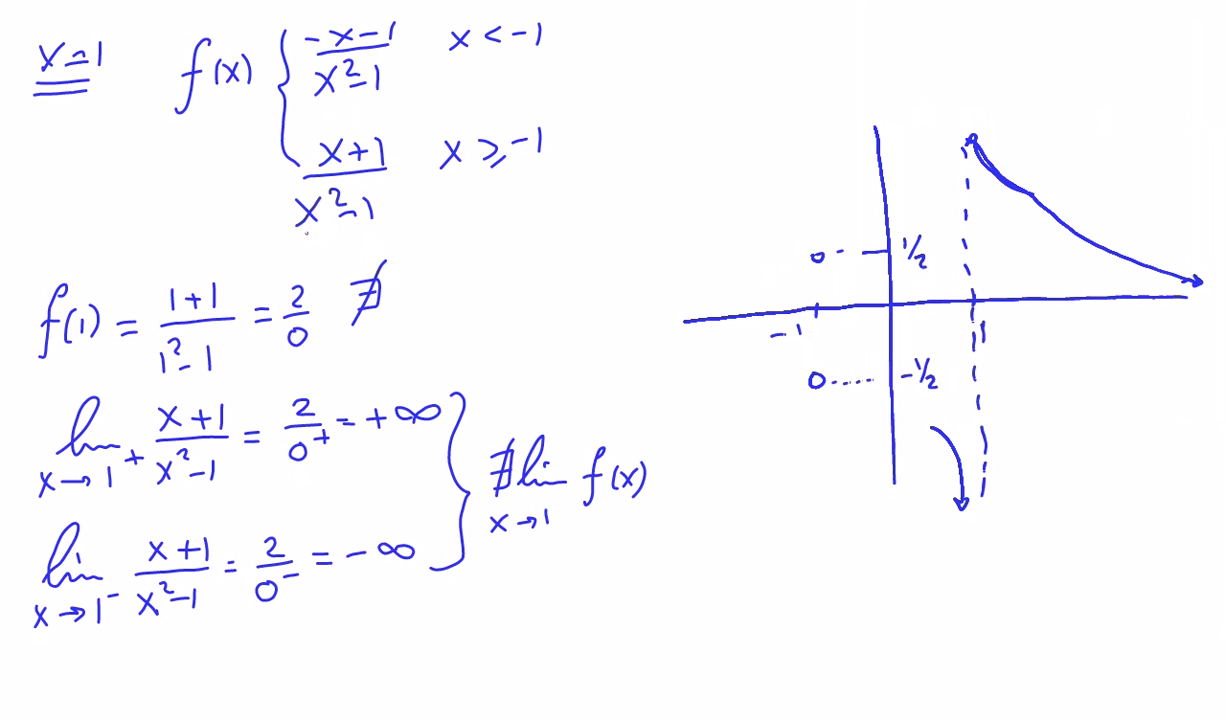 x=1 f(x) { (-x-1)/(x²-1) x < -1
(x+1)/(x²-1) x ⩾ -1
f(1) = (1+1)/(1²-1) = 2/0 ∄
lim x→1⁺ (x+1)/(x²-1) = 2/0⁺ = +∞
lim x→1⁻ (x+1)/(x²-1) = 2/0⁻ = -∞
∄ lim x→1 f(x)
1/2
-1 1
-1/2